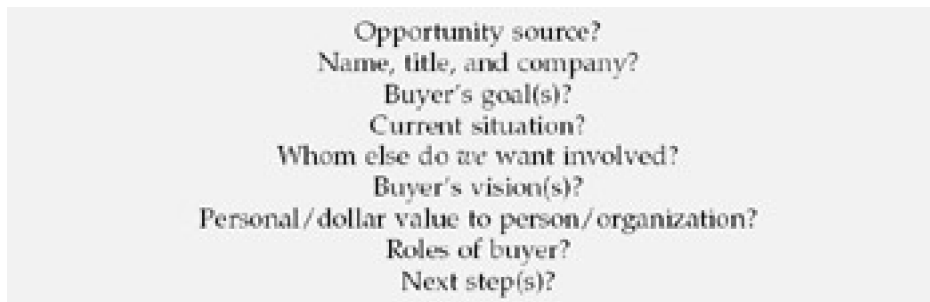 Opportunity source?
Name, title, and company?
Buyer's goal(s)?
Current situation?
Whom else do we want involved?
Buyer's vision(s)?
Personal/dollar value to person/organization?
Roles of buyer?
Next step(s)?